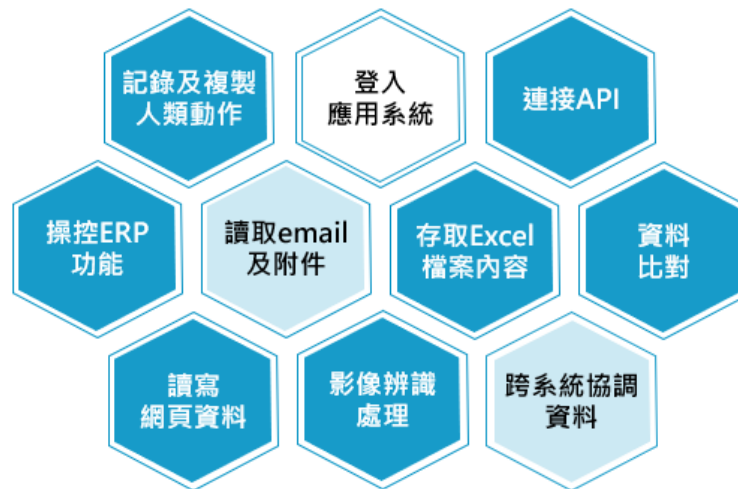 記錄及複製
人類動作
登入
應用系統
連接API
操控ERP
功能
讀取email
及附件
存取Excel
檔案內容
資料
比對
讀寫
網頁資料
影像辨識
處理
跨系統協調
資料